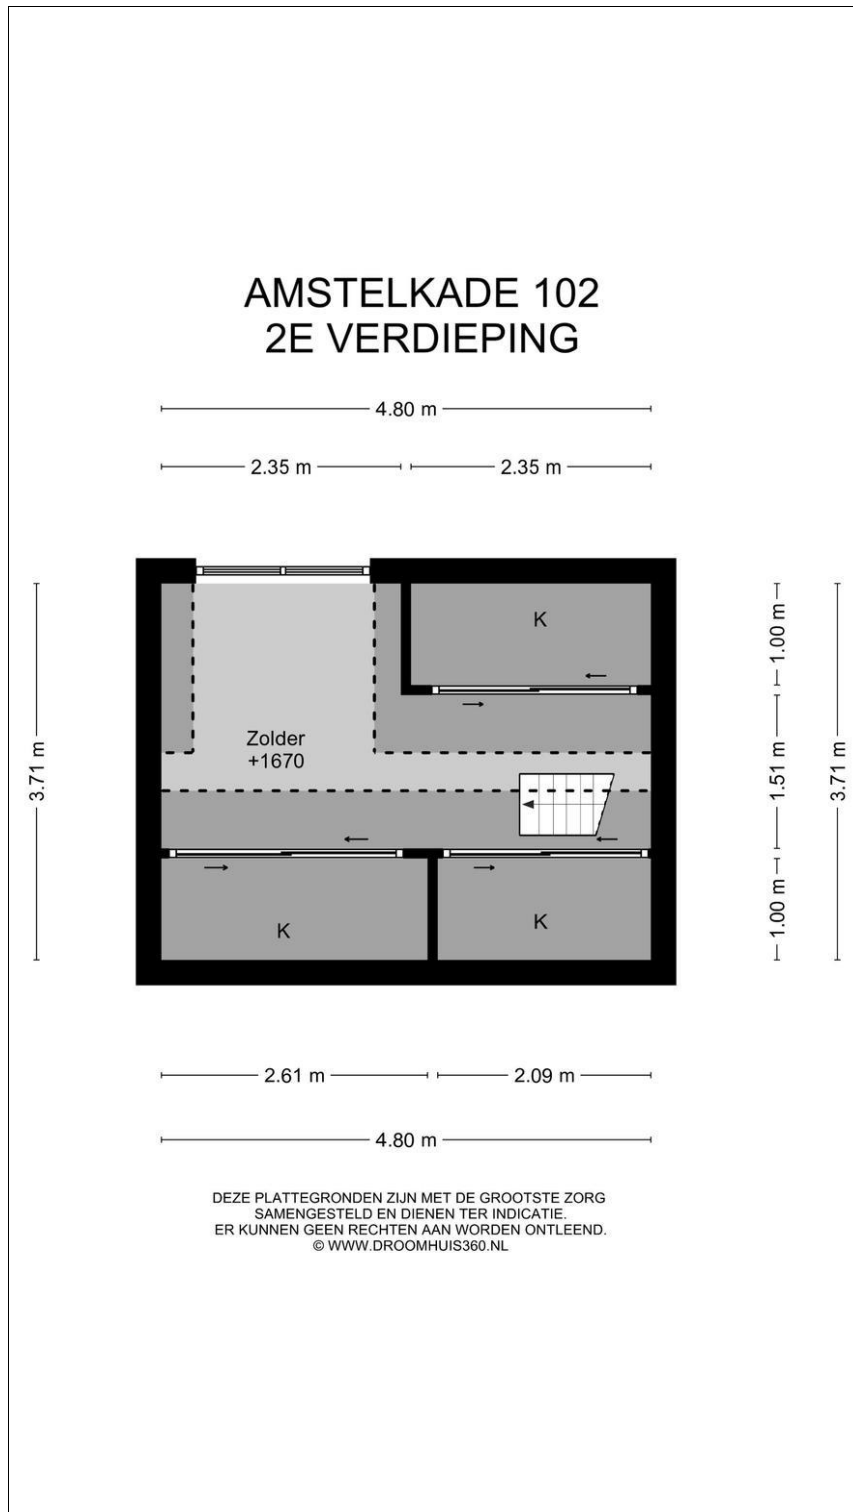 AMSTELKADE 102
2E VERDIEPING
4.80 m
2.35 m
2.35 m
K
1.00 m
Zolder
+1670
3.71 m
1.51 m
3.71 m
K
K
1.00 m
2.61 m
2.09 m
4.80 m
DEZE PLATTEGRONDEN ZIJN MET DE GROOTSTE ZORG
SAMENGESTELD EN DIENEN TER INDICATIE.
ER KUNNEN GEEN RECHTEN AAN WORDEN ONTLEEND.
© WWW.DROOMHUIS360.NL